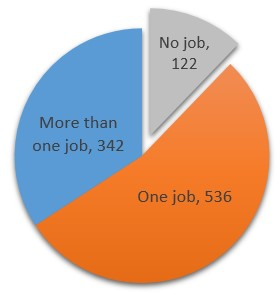 No job,
122
More than
one job, 342
One job, 536